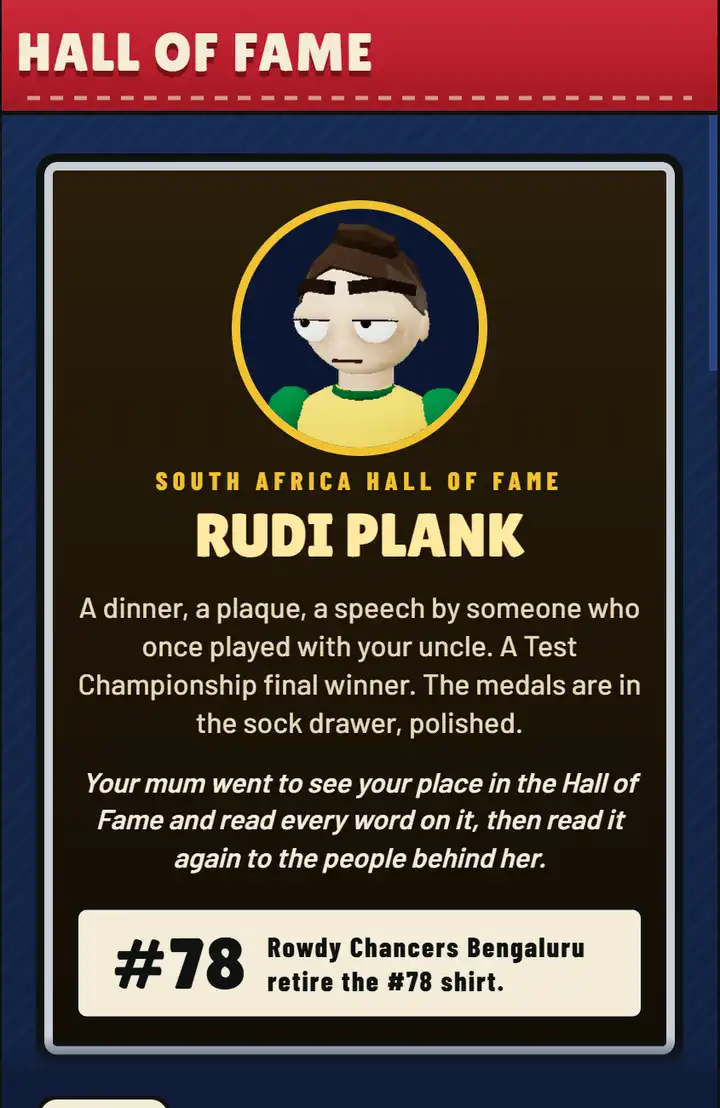 HALL OF FAME
SOUTH AFRICA HALL OF FAME
RUDI PLANK
A dinner, a plaque, a speech by someone who
once played with your uncle. A Test
Championship final winner. The medals are in
the sock drawer, polished.
Your mum went to see your place in the Hall of
Fame and read every word on it, then read it
again to the people behind her.
#78
Rowdy Chancers Bengaluru
retire the #78 shirt.